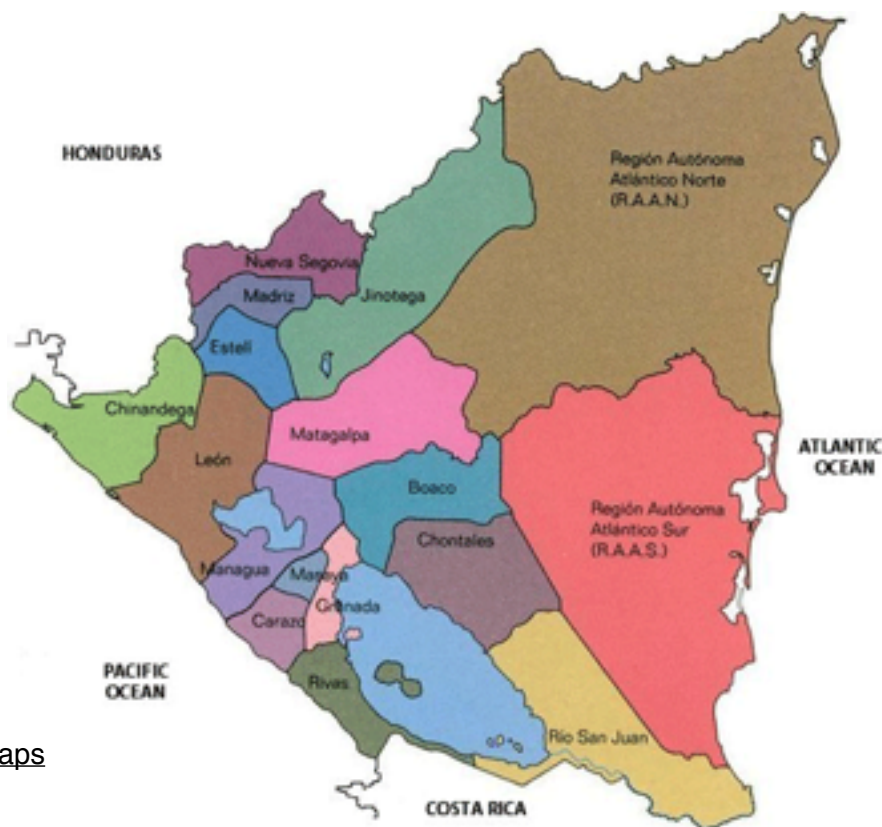 HONDURAS
Región Autónoma
Atlántico Norte
(R.A.A.N.)
Nueva Segovia
Madriz
Jinotega
Estell
Chinandega
Matagalpa
León
ATLANTIC
OCEAN
Boaco
Región Autónoma
Atlántico Sur
(R.A.A.S.)
Chontales
Managua
Masaya
Granada
Carazo
PACIFIC
OCEAN
Rivas
Río San Juan
aps
COSTA RICA